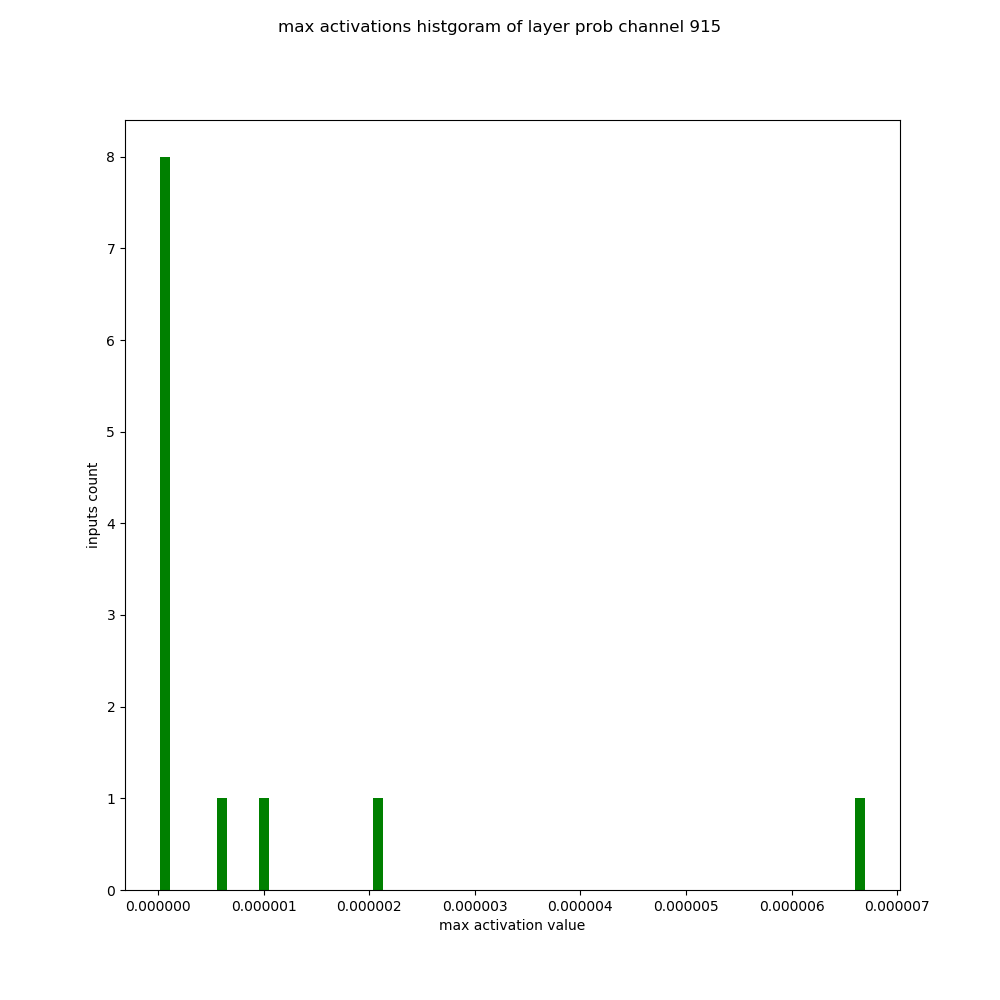 max activations histgoram of layer prob channel 915
8
7
6
5
4
3
2
1
0
inputs count
0.000000 0.000001 0.000002 0.000003 0.000004 0.000005 0.000006 0.000007
max activation value